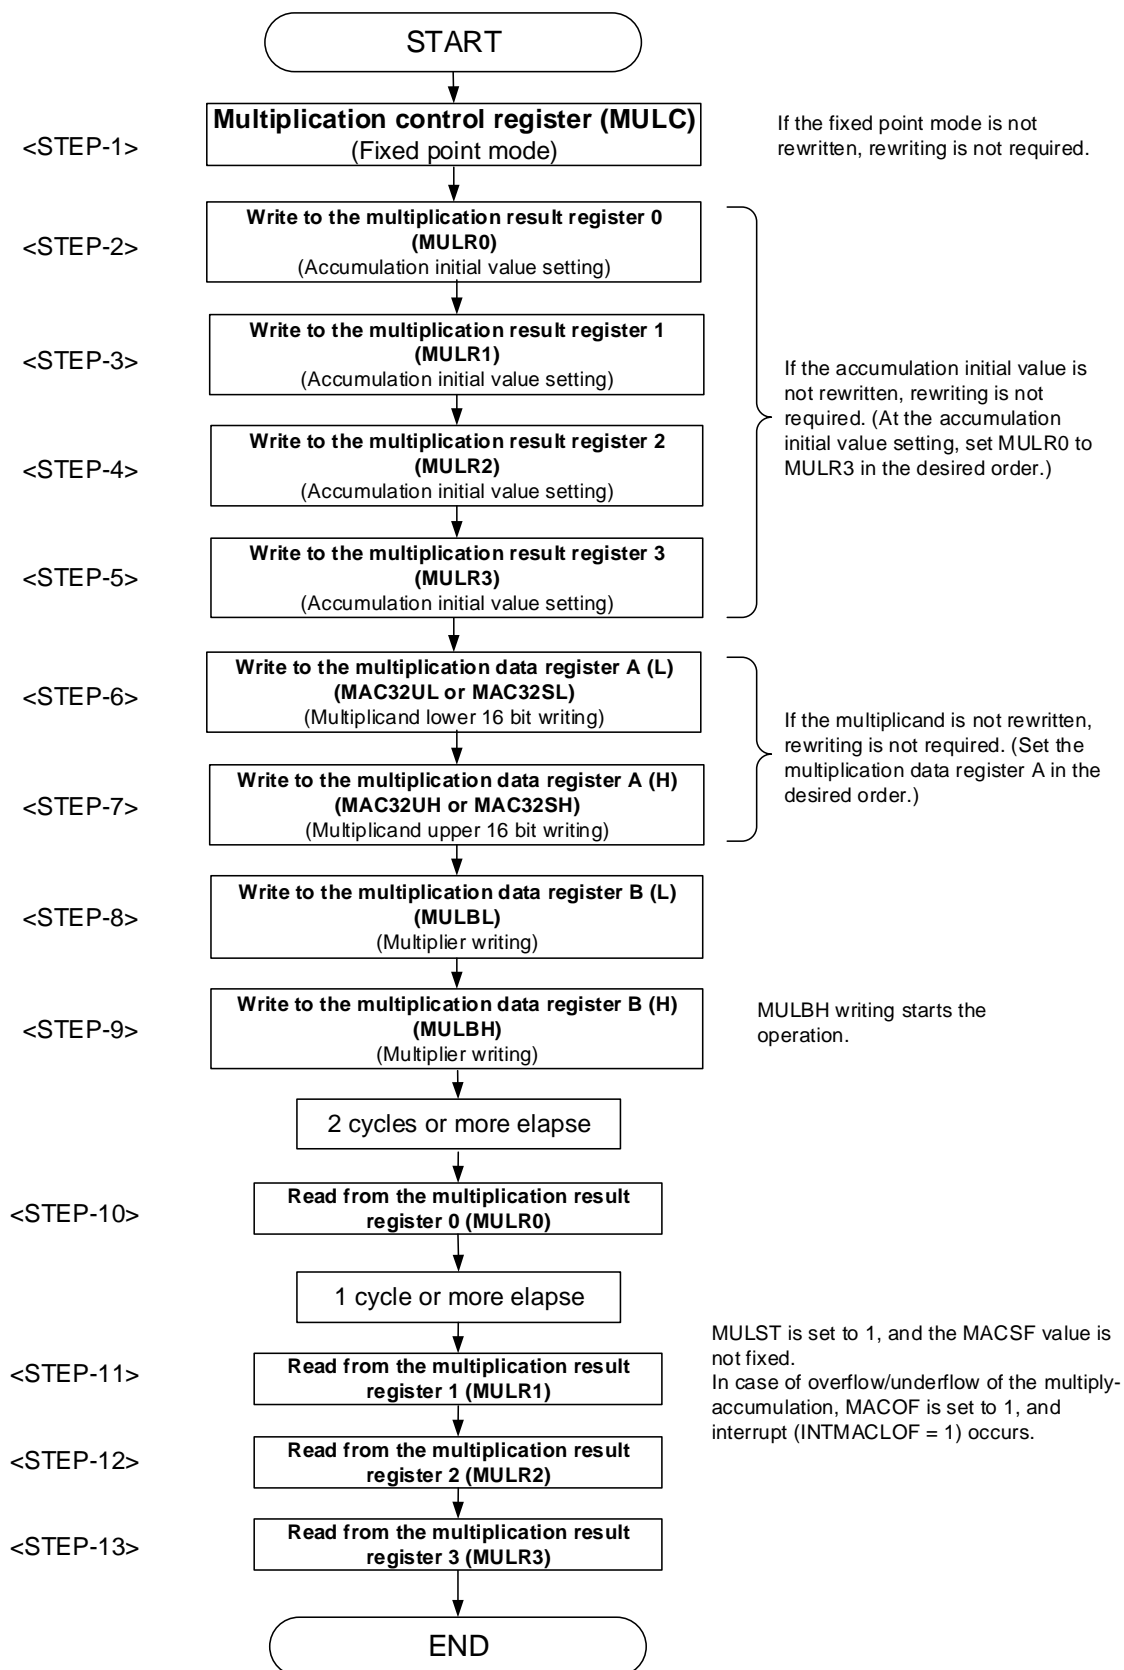 START
<STEP-1>
Multiplication control register (MULC)
(Fixed point mode)
If the fixed point mode is not
rewritten, rewriting is not required.
<STEP-2>
Write to the multiplication result register 0
(MULR0)
(Accumulation initial value setting)
<STEP-3>
Write to the multiplication result register 1
(MULR1)
(Accumulation initial value setting)
If the accumulation initial value is
not rewritten, rewriting is not
required. (At the accumulation
initial value setting, set MULR0 to
MULR3 in the desired order.)
<STEP-4>
Write to the multiplication result register 2
(MULR2)
(Accumulation initial value setting)
<STEP-5>
Write to the multiplication result register 3
(MULR3)
(Accumulation initial value setting)
<STEP-6>
Write to the multiplication data register A (L)
(MAC32UL or MAC32SL)
(Multiplicand lower 16 bit writing)
If the multiplicand is not rewritten,
rewriting is not required. (Set the
multiplication data register A in the
desired order.)
<STEP-7>
Write to the multiplication data register A (H)
(MAC32UH or MAC32SH)
(Multiplicand upper 16 bit writing)
<STEP-8>
Write to the multiplication data register B (L)
(MULBL)
(Multiplier writing)
<STEP-9>
Write to the multiplication data register B (H)
(MULBH)
(Multiplier writing)
MULBH writing starts the
operation.
2 cycles or more elapse
<STEP-10>
Read from the multiplication result
register 0 (MULR0)
1 cycle or more elapse
MULST is set to 1, and the MACSF value is
not fixed.
In case of overflow/underflow of the multiply-
accumulation, MACOF is set to 1, and
interrupt (INTMACLOF = 1) occurs.
<STEP-11>
Read from the multiplication result
register 1 (MULR1)
<STEP-12>
Read from the multiplication result
register 2 (MULR2)
<STEP-13>
Read from the multiplication result
register 3 (MULR3)
END